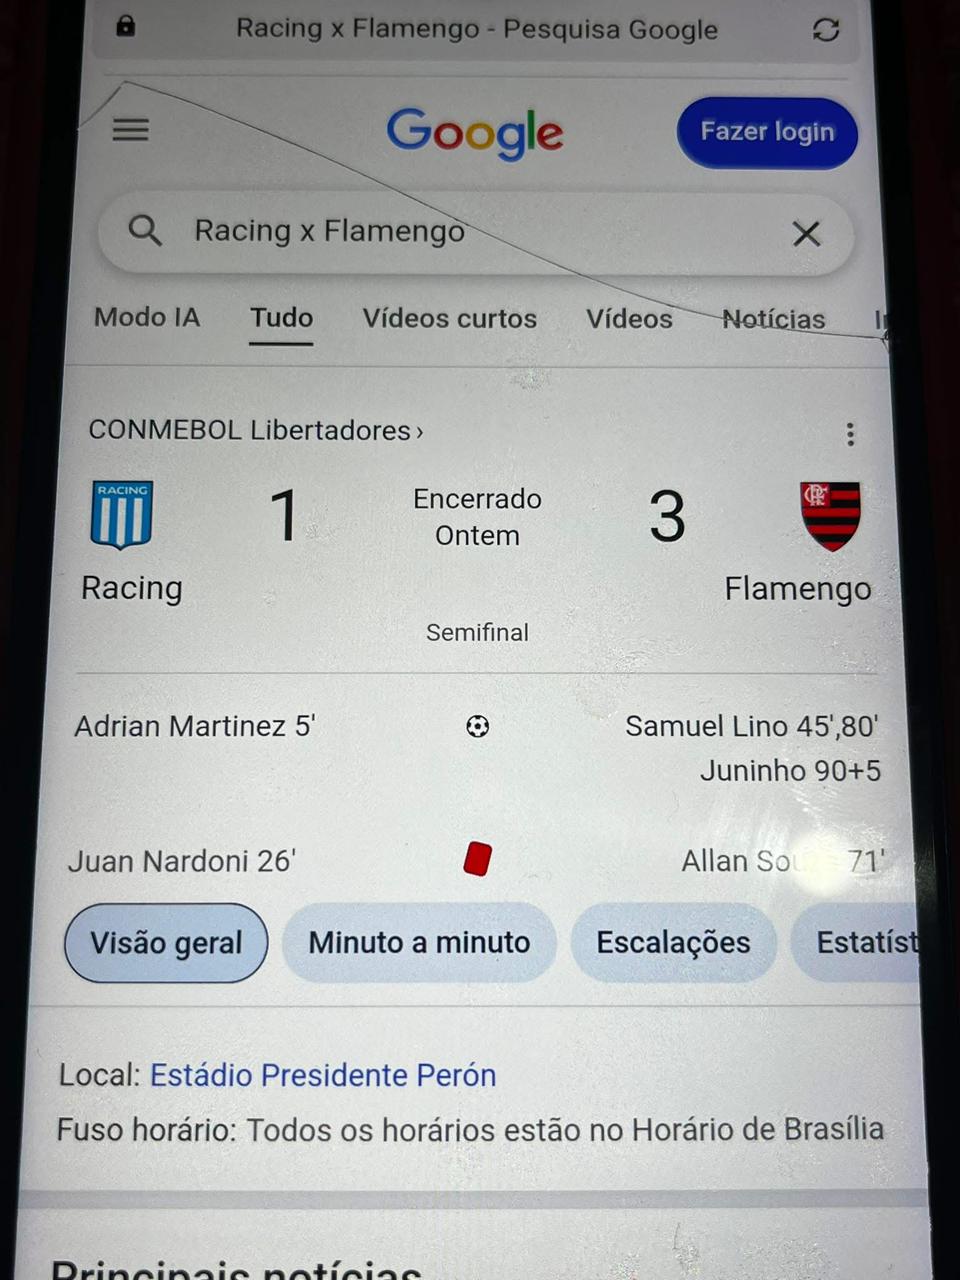 Racing x Flamengo - Pesquisa Google
Google
Fazer login
Racing x Flamengo
Modo IA Tudo Vídeos curtos Vídeos Notícias
CONMEBOL Libertadores ›
RACING
1 Encerrado 3
Ontem
Racing Flamengo
Semifinal
Adrian Martinez 5' Samuel Lino 45',80'
Juninho 90+5
Juan Nardoni 26' Allan 71'
Visão geral Minuto a minuto Escalações Estatíst
Local: Estádio Presidente Perón
Fuso horário: Todos os horários estão no Horário de Brasília
Principais notícias